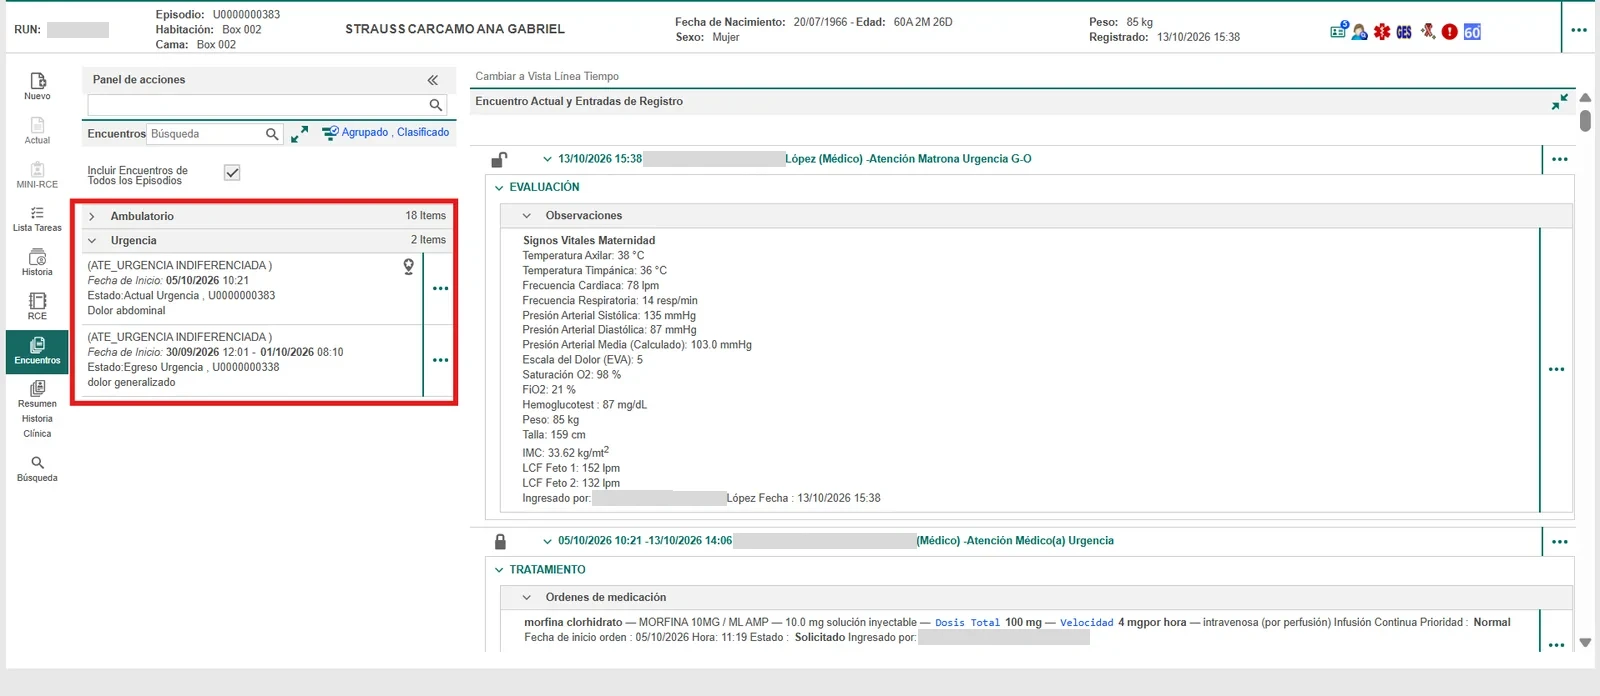 RUN:
Episodio: U0000000383
Habitación: Box 002
Cama: Box 002
STRAUSS CARCAMO ANA GABRIEL
Fecha de Nacimiento: 20/07/1966 - Edad: 60A 2M 26D
Sexo: Mujer
Peso: 85 kg
Registrado: 13/10/2026 15:38
5
GES
60
Nuevo
Actual
MINI-RCE
Lista Tareas
Historia
RCE
Encuentros
Resumen
Historia
Clínica
Búsqueda
Panel de acciones
Encuentros Búsqueda Agrupado , Clasificado
Incluir Encuentros de
Todos los Episodios
Ambulatorio 18 Items
Urgencia 2 Items
(ATE_URGENCIA INDIFERENCIADA )
Fecha de Inicio: 05/10/2026 10:21
Estado:Actual Urgencia , U0000000383
Dolor abdominal
(ATE_URGENCIA INDIFERENCIADA )
Fecha de Inicio: 30/09/2026 12:01 - 01/10/2026 08:10
Estado:Egreso Urgencia , U0000000338
dolor generalizado
Cambiar a Vista Línea Tiempo
Encuentro Actual y Entradas de Registro
13/10/2026 15:38 López (Médico) -Atención Matrona Urgencia G-O
EVALUACIÓN
Observaciones
Signos Vitales Maternidad
Temperatura Axilar: 38 °C
Temperatura Timpánica: 36 °C
Frecuencia Cardíaca: 78 lpm
Frecuencia Respiratoria: 14 resp/min
Presión Arterial Sistólica: 135 mmHg
Presión Arterial Diastólica: 87 mmHg
Presión Arterial Media (Calculado): 103.0 mmHg
Escala del Dolor (EVA): 5
Saturación O2: 98 %
FiO2: 21 %
Hemoglucotest : 87 mg/dL
Peso: 85 kg
Talla: 159 cm
IMC: 33.62 kg/mt2
LCF Feto 1: 152 lpm
LCF Feto 2: 132 lpm
Ingresado por: López Fecha : 13/10/2026 15:38
05/10/2026 10:21 -13/10/2026 14:06 (Médico) -Atención Médico(a) Urgencia
TRATAMIENTO
Ordenes de medicación
morfina clorhidrato — MORFINA 10MG / ML AMP — 10.0 mg solución inyectable — Dosis Total 100 mg — Velocidad 4 mgpor hora — intravenosa (por perfusión) Infusión Continua Prioridad : Normal
Fecha de inicio orden : 05/10/2026 Hora: 11:19 Estado : Solicitado Ingresado por: